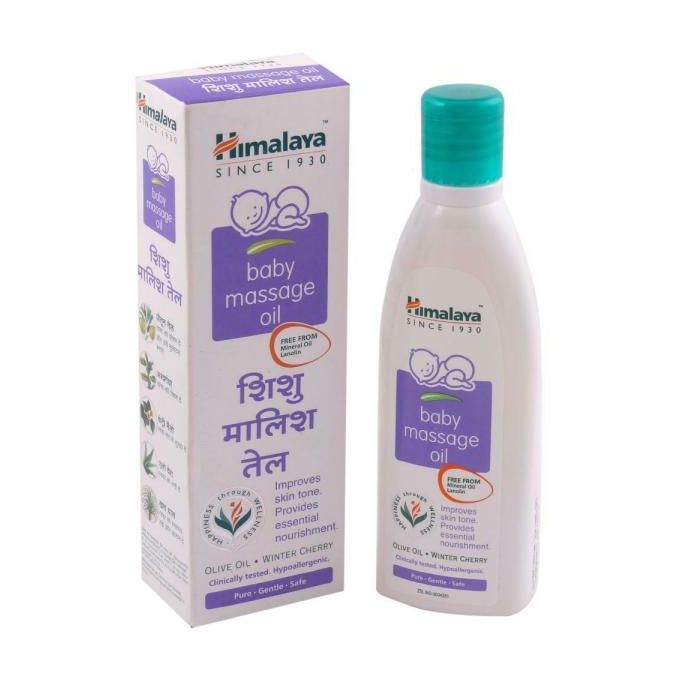 baby massage oil
शिशु मालिश तेल
Himalaya
SINCE 1930
baby
massage
oil
शिशु
मालिश तेल
Himalaya™
SINCE 1930
baby
massage
oil
FREE FROM
Mineral Oil
Lanolin
शिशु
मालिश
तेल
Improves
skin tone.
Provides
essential
nourishment.
HAPPINESS through WELLNESS
OLIVE OIL • WINTER CHERRY
Clinically tested. Hypoallergenic.
Pure • Gentle • Safe
Himalaya™
SINCE 1930
baby
massage
oil
FREE FROM
Mineral Oil
Lanolin
Improves
skin tone.
Provides
essential
nourishment.
HAPPINESS through WELLNESS
OLIVE OIL • WINTER CHERRY
Clinically tested. Hypoallergenic.
Pure • Gentle • Safe